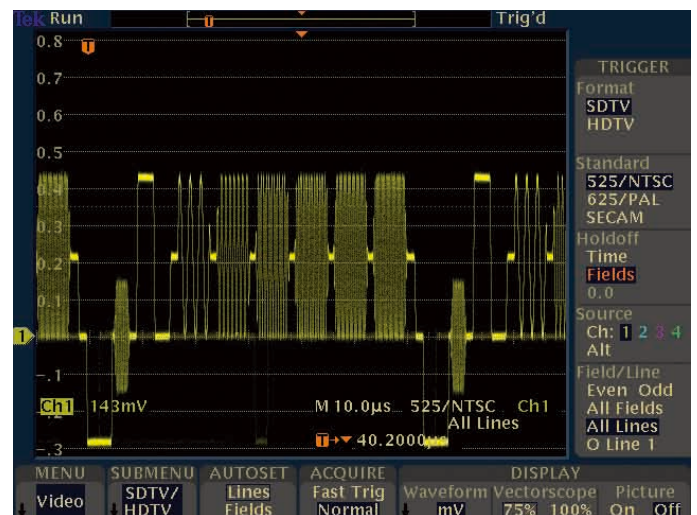 Tek Run Trig'd
T
0.8
0.7
0.6
0.5
0.4
0.3
0.2
0.1
1
-.1
-.2
-.3
Ch1 143mV M 10.0µs 525/NTSC Ch1
All Lines
T→▼ 40.2000µs
TRIGGER
Format
SDTV
HDTV
Standard
525/NTSC
625/PAL
SECAM
Holdoff
Time
Fields
0.0
Source
Ch: 1 2 3 4
Alt
Field/Line
Even Odd
All Fields
All Lines
O Line 1
MENU SUBMENU AUTOSET ACQUIRE DISPLAY
Video SDTV/ Lines Fast Trig Waveform Vectorscope Picture
HDTV Fields Normal mV 75% 100% On Off